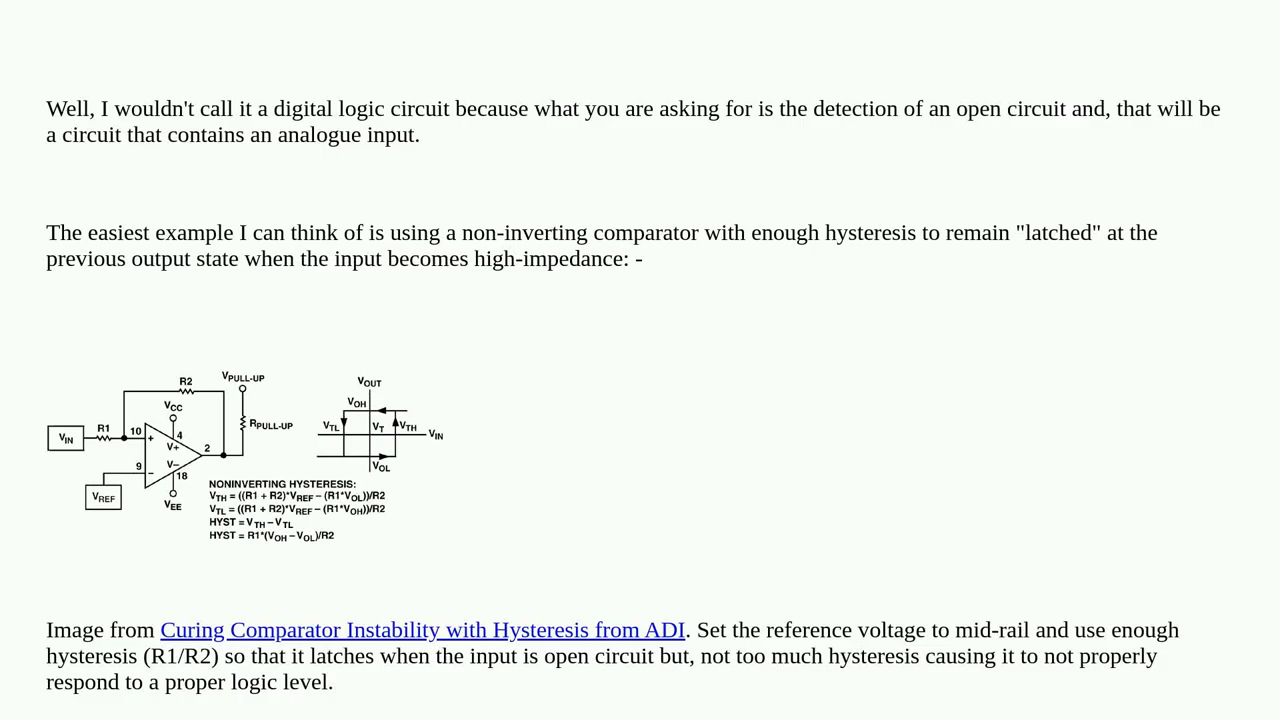 Well, I wouldn't call it a digital logic circuit because what you are asking for is the detection of an open circuit and, that will be
a circuit that contains an analogue input.
The easiest example I can think of is using a non-inverting comparator with enough hysteresis to remain "latched" at the
previous output state when the input becomes high-impedance: -
R2
VPULL-UP
VCC
RPULL-UP
R1
10
+
4
V+
VIN
2
9
−
V−
18
VREF
VEE
VOUT
VOH
VTL
VT
VTH
VIN
VOL
NONINVERTING HYSTERESIS:
VTH = ((R1 + R2)*VREF – (R1*VOL))/R2
VTL = ((R1 + R2)*VREF – (R1*VOH))/R2
HYST = VTH – VTL
HYST = R1*(VOH – VOL)/R2
Image from Curing Comparator Instability with Hysteresis from ADI. Set the reference voltage to mid-rail and use enough
hysteresis (R1/R2) so that it latches when the input is open circuit but, not too much hysteresis causing it to not properly
respond to a proper logic level.